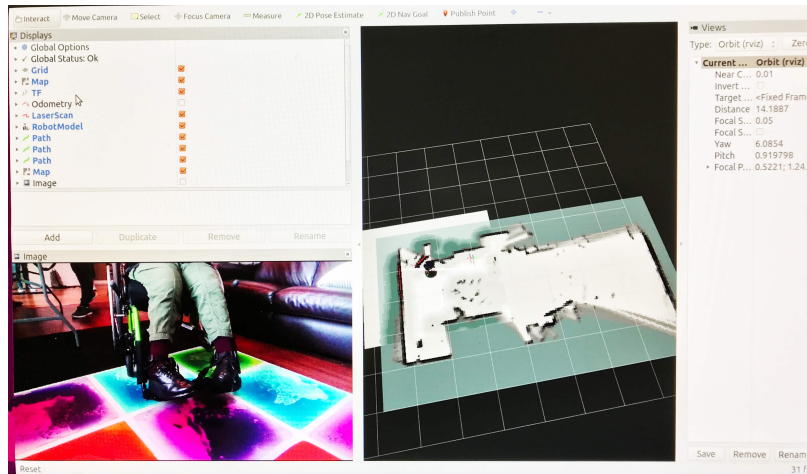 Interact Move Camera Select Focus Camera Measure 2D Pose Estimate 2D Nav Goal Publish Point
Displays
Global Options
Global Status: Ok
Grid
Map
TF
Odometry
LaserScan
RobotModel
Path
Path
Path
Map
Image
Add Duplicate Remove Rename
Image
Reset
Views
Type: Orbit (rviz) Zero
Current ... Orbit (rviz)
Near C... 0.01
Invert ...
Target ... <Fixed Fram
Distance 14.1887
Focal S... 0.05
Focal S...
Yaw 6.0854
Pitch 0.919798
Focal P... 0.5221; 1.24
Save Remove Renam
31 f